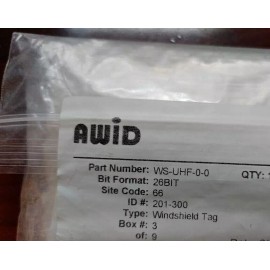 AWiD
Part Number: WS-UHF-0-0 QTY:
Bit Format: 26BIT
Site Code: 66
ID #: 201-300
Type: Windshield Tag
Box #: 3
of: 9